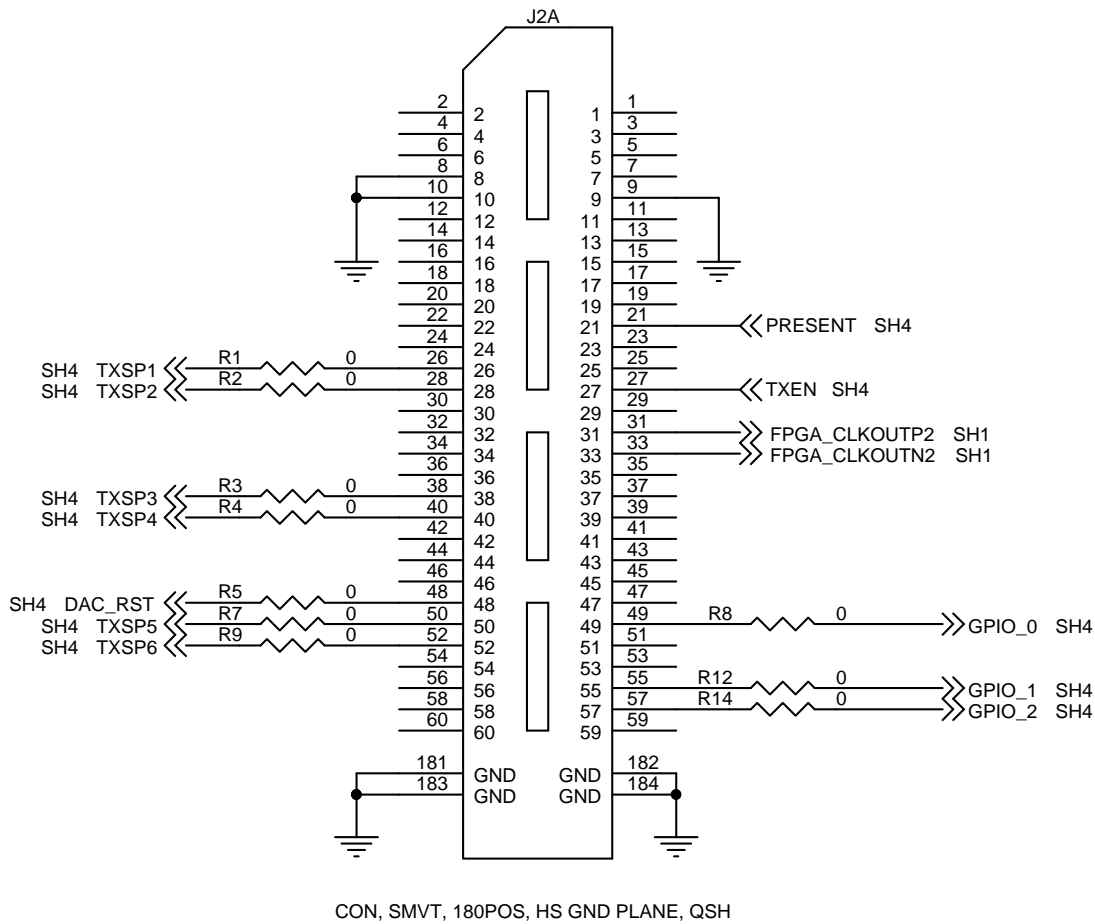 J2A
2 2 1 1
4 4 3 3
6 6 5 5
8 8 7 7
10 10 9 9
12 12 11 11
14 14 13 13
16 16 15 15
18 18 17 17
20 20 19 19
22 22 21 21 PRESENT SH4
24 24 23 23
SH4 TXSP1 R1 0 26 26 25 25
SH4 TXSP2 R2 0 28 28 27 27 TXEN SH4
30 30 29 29
32 32 31 31 FPGA_CLKOUTP2 SH1
34 34 33 33 FPGA_CLKOUTN2 SH1
36 36 35 35
SH4 TXSP3 R3 0 38 38 37 37
SH4 TXSP4 R4 0 40 40 39 39
42 42 41 41
44 44 43 43
46 46 45 45
SH4 DAC_RST R5 0 48 48 47 47
SH4 TXSP5 R7 0 50 50 49 49 R8 0 GPIO_0 SH4
SH4 TXSP6 R9 0 52 52 51 51
54 54 53 53
56 56 55 55 R12 0 GPIO_1 SH4
58 58 57 57 R14 0 GPIO_2 SH4
60 60 59 59
181 GND GND 182
183 GND GND 184
CON, SMVT, 180POS, HS GND PLANE, QSH